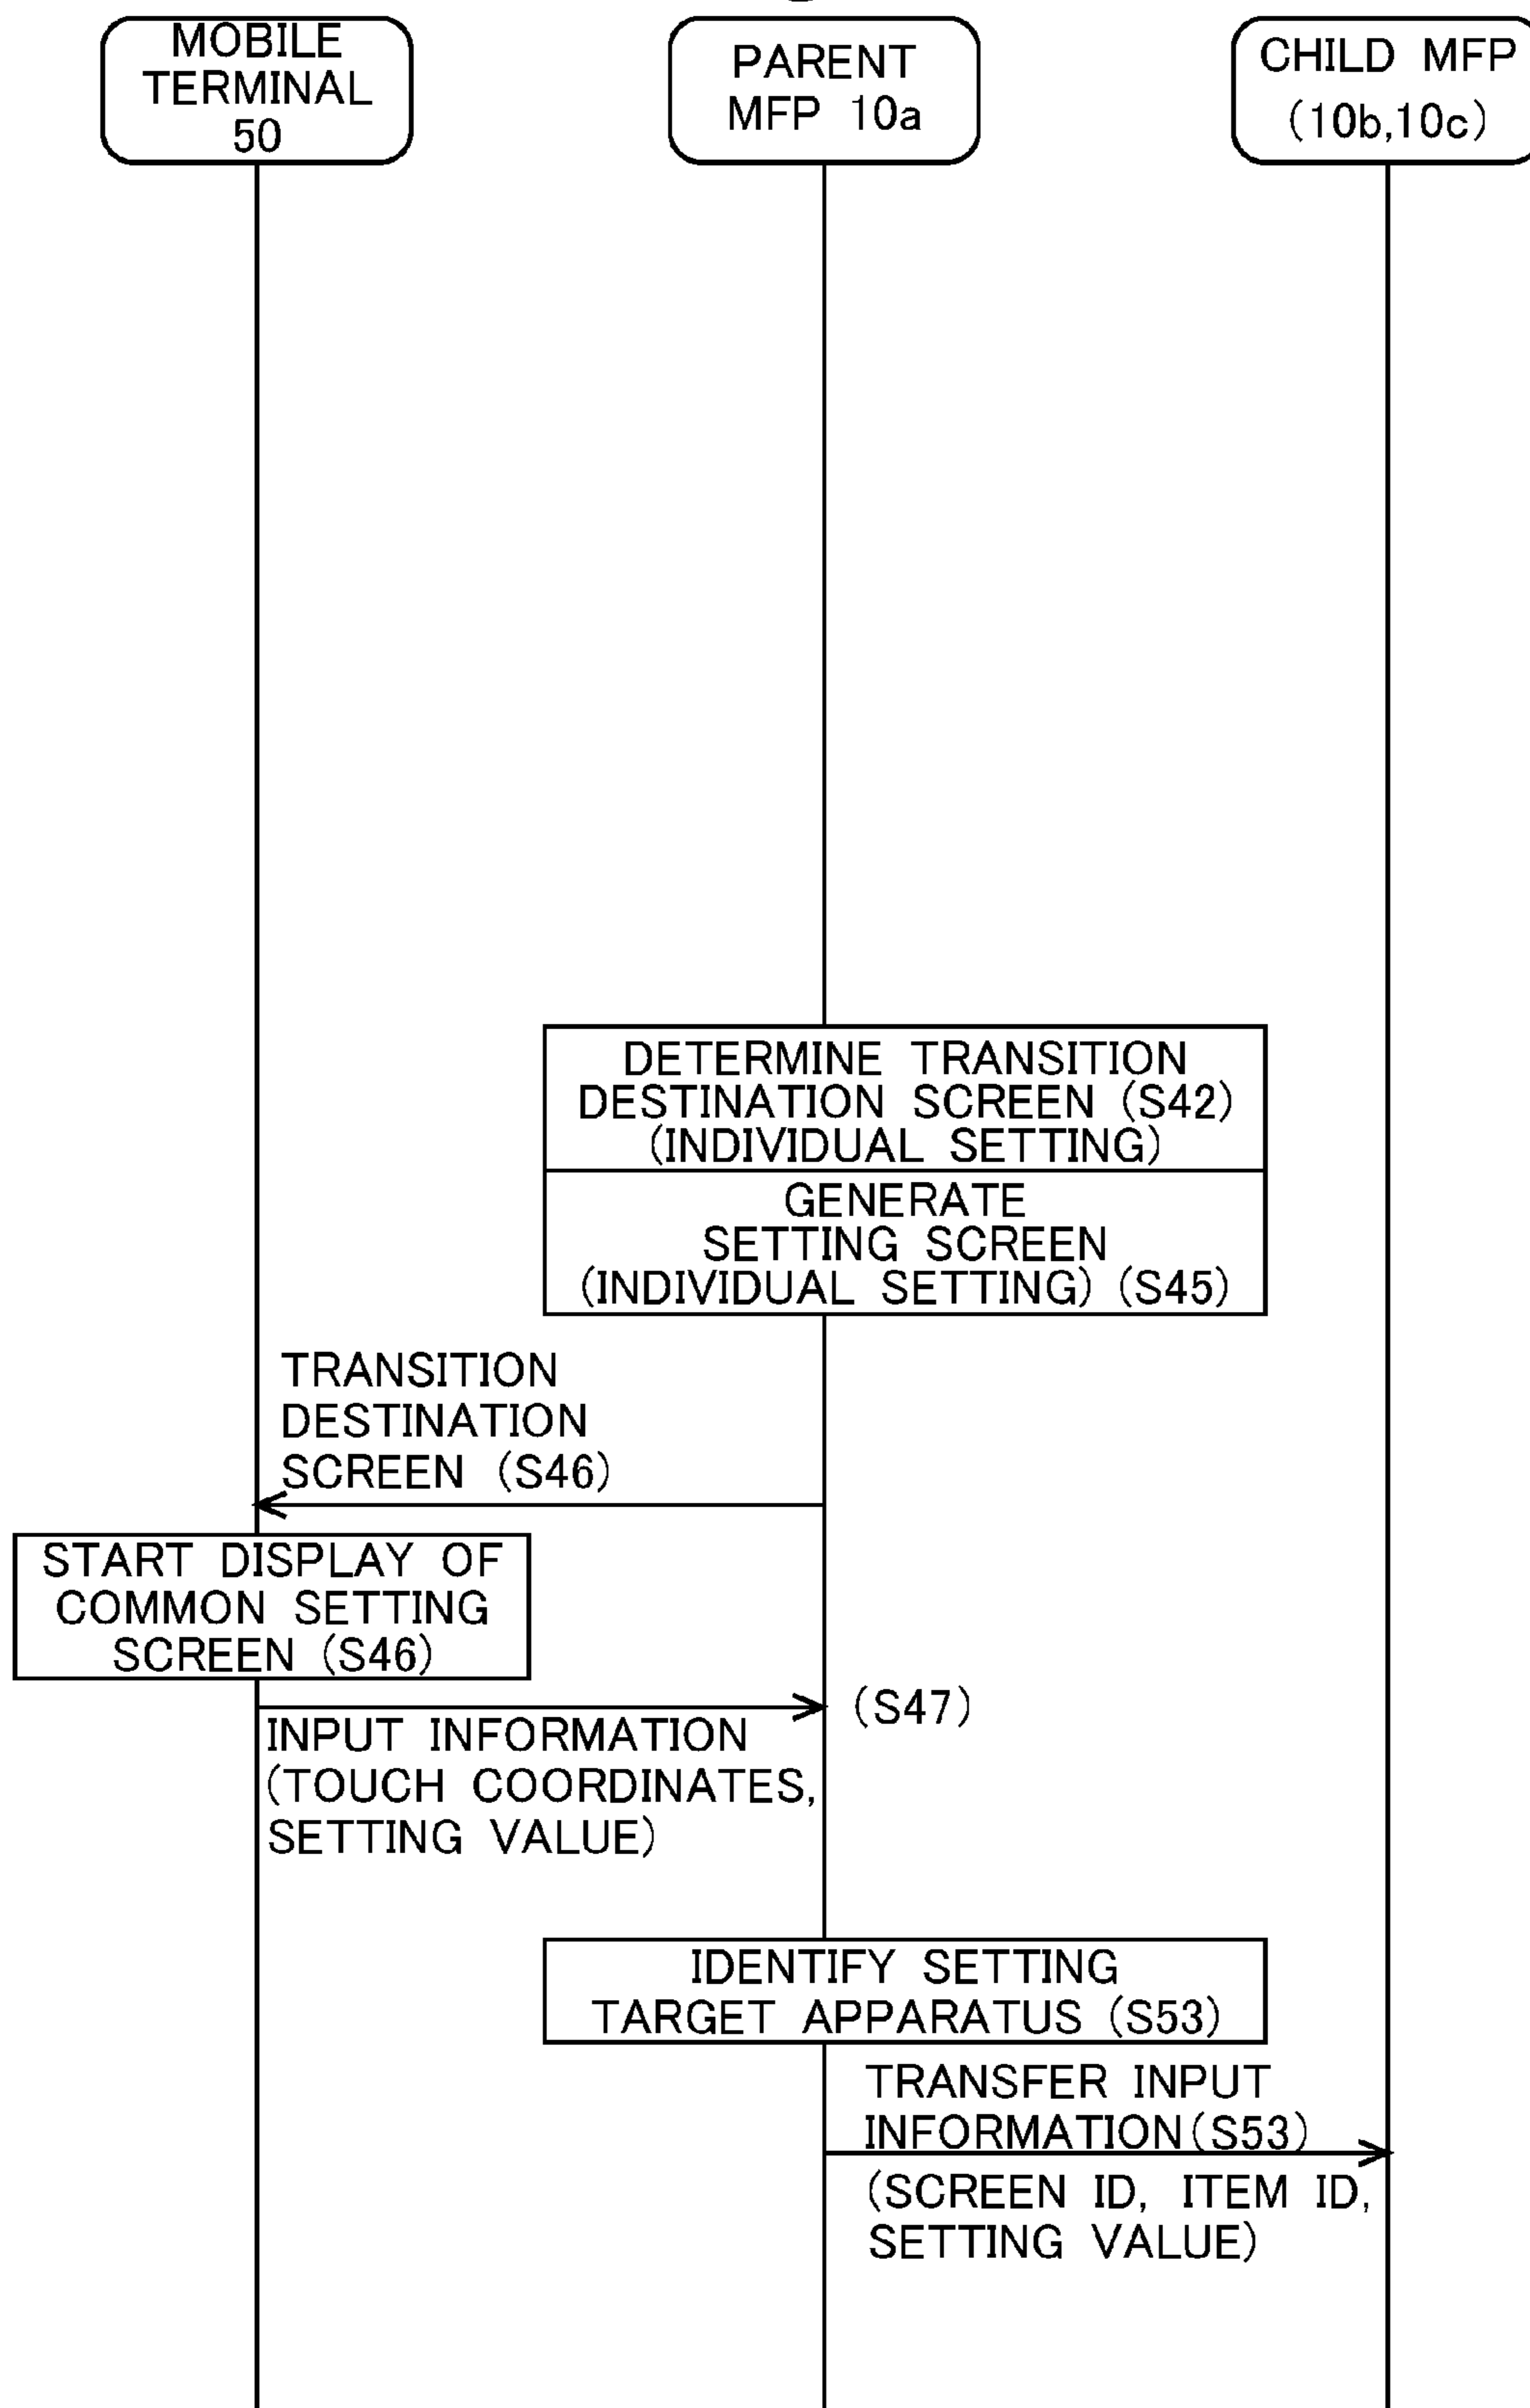 MOBILE
TERMINAL
50
PARENT
MFP 10a
CHILD MFP
(10b,10c)
DETERMINE TRANSITION
DESTINATION SCREEN (S42)
(INDIVIDUAL SETTING)
GENERATE
SETTING SCREEN
(INDIVIDUAL SETTING) (S45)
TRANSITION
DESTINATION
SCREEN (S46)
START DISPLAY OF
COMMON SETTING
SCREEN (S46)
(S47)
INPUT INFORMATION
(TOUCH COORDINATES,
SETTING VALUE)
IDENTIFY SETTING
TARGET APPARATUS (S53)
TRANSFER INPUT
INFORMATION(S53)
(SCREEN ID, ITEM ID,
SETTING VALUE)